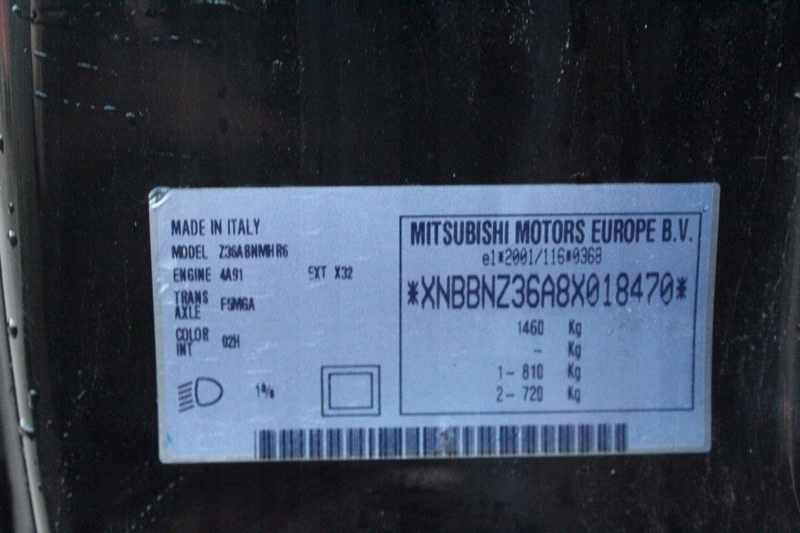 MADE IN ITALY
MODEL Z36ABNMHR6
ENGINE 4A91 EXT X32
TRANS AXLE F5MGA
COLOR INT 02H
1%
MITSUBISHI MOTORS EUROPE B.V.
e1*2001/116*0368
*XNBBNZ36A8X018470*
1460 Kg
- Kg
1- 810 Kg
2- 720 Kg